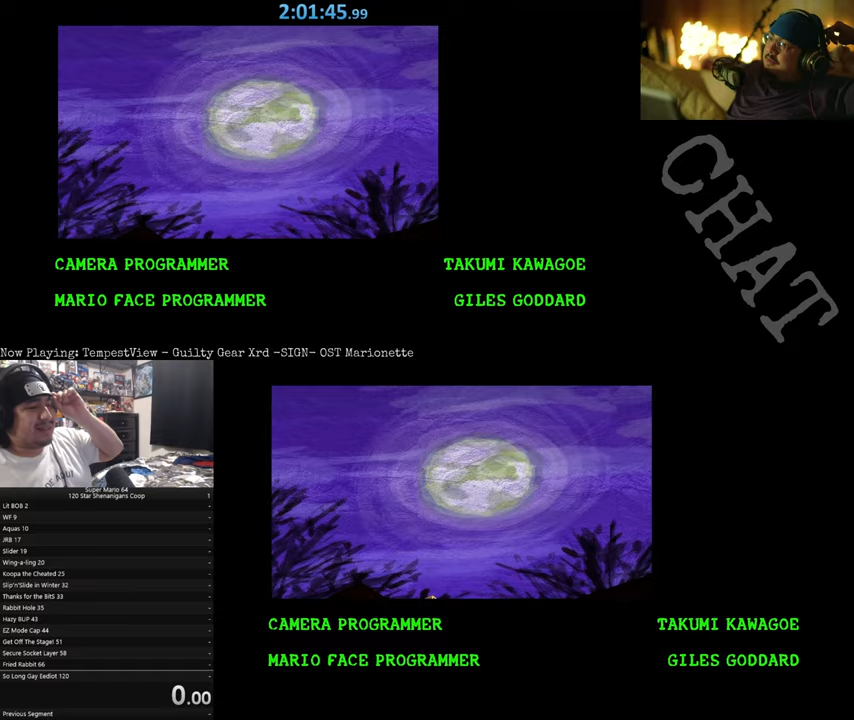 2:01:45.99
CHAT
CAMERA PROGRAMMER TAKUMI KAWAGOE
MARIO FACE PROGRAMMER GILES GODDARD
Now Playing: TempestView - Guilty Gear Xrd -SIGN- OST Marionette
CAMERA PROGRAMMER TAKUMI KAWAGOE
MARIO FACE PROGRAMMER GILES GODDARD
Super Mario 64
120 Star Shenanigans Coop 1
Lit BOB 2 -
WF 9 -
Aquas 10 -
JRB 17 -
Slider 19 -
Wing-a-ling 20 -
Koopa the Cheated 25 -
Slip'n'Slide in Winter 32 -
Thanks for the BitS 33 -
Rabbit Hole 35 -
Hazy BUP 43 -
EZ Mode Cap 44 -
Get Off The Stage! 51 -
Secure Socket Layer 58 -
Fried Rabbit 66 -
So Long Gay Eedlot 120 -
0.00
Previous Segment -